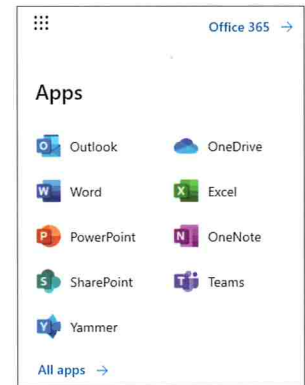 Office 365 →
Apps
Outlook OneDrive
Word Excel
PowerPoint OneNote
SharePoint Teams
Yammer
All apps →